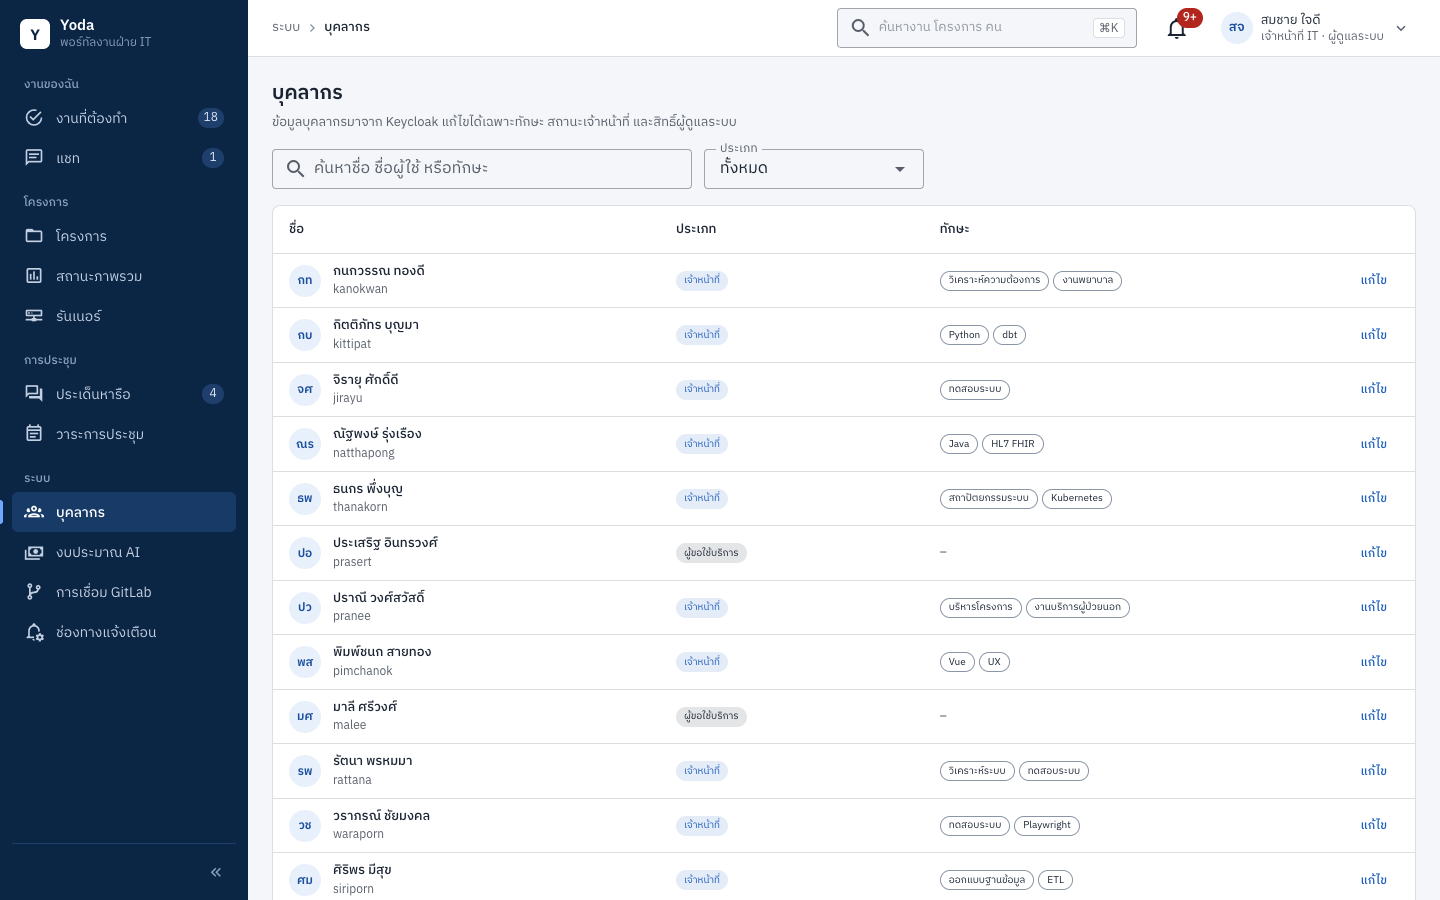 Y
Yoda
พอร์ทัลงานฝ่าย IT
งานของฉัน
งานที่ต้องทำ 18
แชท 1
โครงการ
โครงการ
สถานะภาพรวม
รันเนอร์
การประชุม
ประเด็นหารือ 4
วาระการประชุม
ระบบ
บุคลากร
งบประมาณ AI
การเชื่อม GitLab
ช่องทางแจ้งเตือน
ระบบ › บุคลากร
ค้นหางาน โครงการ คน ⌘K
9+
สจ
สมชาย ใจดี
เจ้าหน้าที่ IT · ผู้ดูแลระบบ
บุคลากร
ข้อมูลบุคลากรมาจาก Keycloak แก้ไขได้เฉพาะทักษะ สถานะเจ้าหน้าที่ และสิทธิ์ผู้ดูแลระบบ
ค้นหาชื่อ ชื่อผู้ใช้ หรือทักษะ
ประเภท
ทั้งหมด
ชื่อ ประเภท ทักษะ
กท กนกวรรณ ทองดี เจ้าหน้าที่ วิเคราะห์ความต้องการ งานพยาบาล แก้ไข
kanokwan
กบ กิตติภัทร บุญมา เจ้าหน้าที่ Python dbt แก้ไข
kittipat
จศ จิรายุ ศักดิ์ดี เจ้าหน้าที่ ทดสอบระบบ แก้ไข
jirayu
ณร ณัฐพงษ์ รุ่งเรือง เจ้าหน้าที่ Java HL7 FHIR แก้ไข
natthapong
ธพ ธนกร พึ่งบุญ เจ้าหน้าที่ สถาปัตยกรรมระบบ Kubernetes แก้ไข
thanakorn
ปอ ประเสริฐ อินทรวงศ์ ผู้ขอใช้บริการ – แก้ไข
prasert
ปว ปราณี วงศ์สวัสดิ์ เจ้าหน้าที่ บริหารโครงการ งานบริการผู้ป่วยนอก แก้ไข
pranee
พส พิมพ์ชนก สายทอง เจ้าหน้าที่ Vue UX แก้ไข
pimchanok
มศ มาลี ศรีวงศ์ ผู้ขอใช้บริการ – แก้ไข
malee
รพ รัตนา พรหมมา เจ้าหน้าที่ วิเคราะห์ระบบ ทดสอบระบบ แก้ไข
rattana
วช วราภรณ์ ชัยมงคล เจ้าหน้าที่ ทดสอบระบบ Playwright แก้ไข
waraporn
ศม ศิริพร มีสุข เจ้าหน้าที่ ออกแบบฐานข้อมูล ETL แก้ไข
siriporn